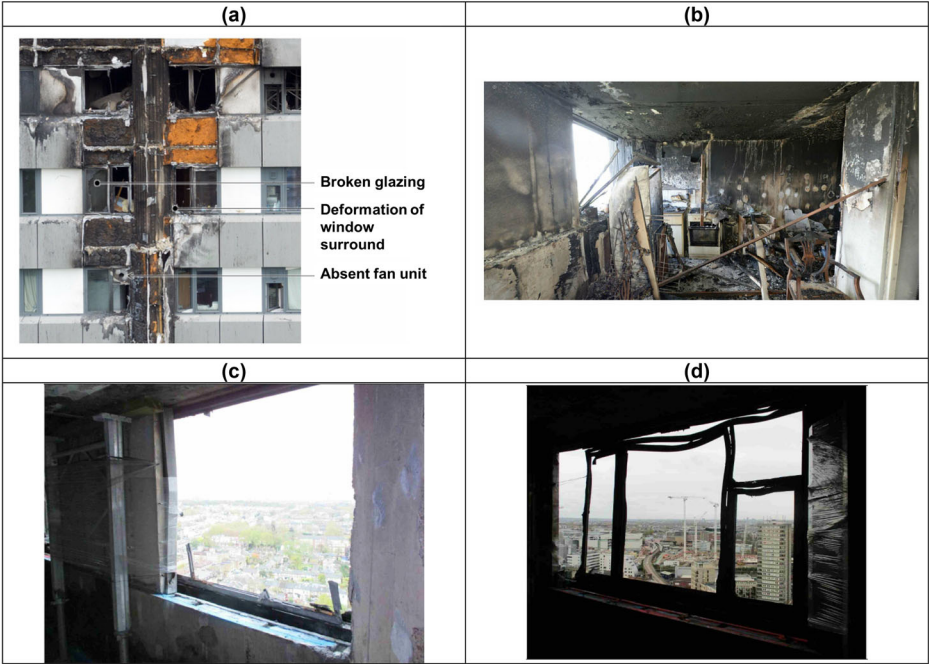 (a)
(b)
Broken glazing
Deformation of
window
surround
Absent fan unit
(c)
(d)